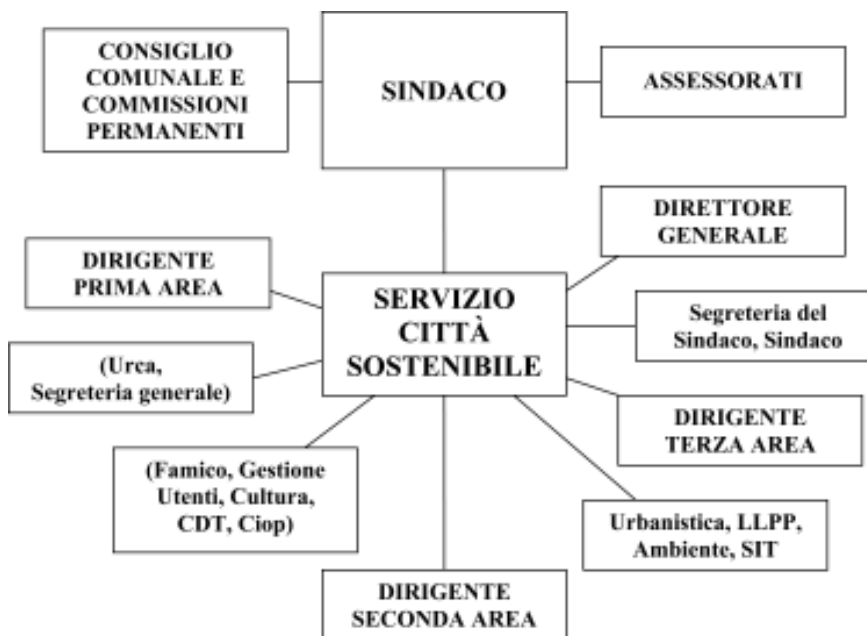 CONSIGLIO
COMUNALE E
COMMISSIONI
PERMANENTI
SINDACO
ASSESSORATI
DIRETTORE
GENERALE
DIRIGENTE
PRIMA AREA
SERVIZIO
CITTÀ
SOSTENIBILE
Segreteria del
Sindaco, Sindaco
(Urca,
Segreteria generale)
DIRIGENTE
TERZA AREA
(Famico, Gestione
Utenti, Cultura,
CDT, Ciop)
Urbanistica, LLPP,
Ambiente, SIT
DIRIGENTE
SECONDA AREA